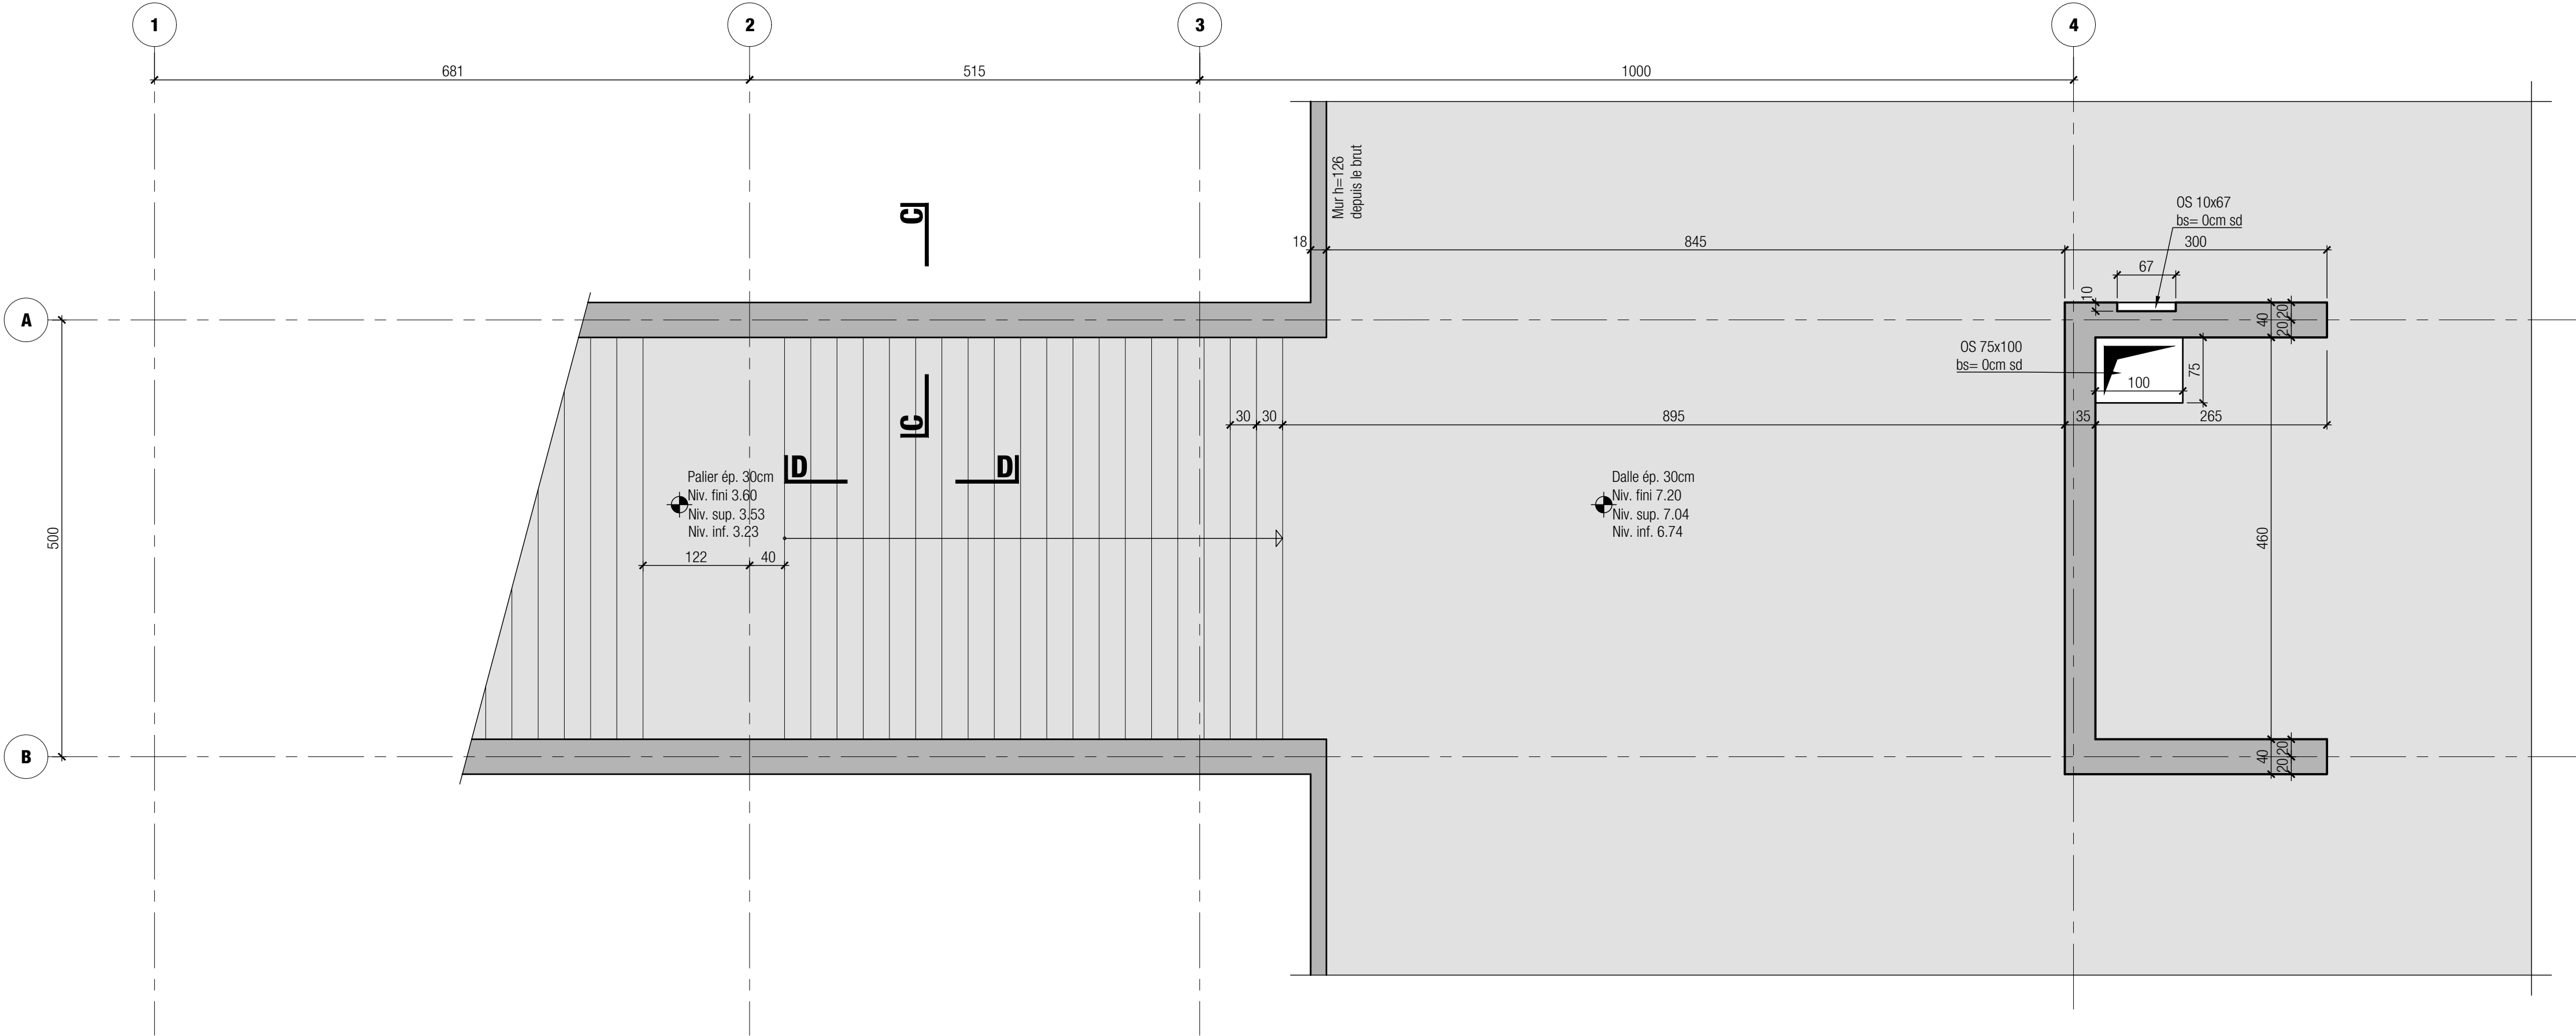 1
2
3
4
681
515
1000
Mur h=126
depuis le brut
C
OS 10x67
bs= 0cm sd
18
845
300
67
10
A
40
20
20
OS 75x100
bs= 0cm sd
100
75
C
30
30
895
35
265
D
D
Palier ép. 30cm
Niv. fini 3.60
Niv. sup. 3.53
Niv. inf. 3.23
Dalle ép. 30cm
Niv. fini 7.20
Niv. sup. 7.04
Niv. inf. 6.74
500
460
122
40
B
40
20
20